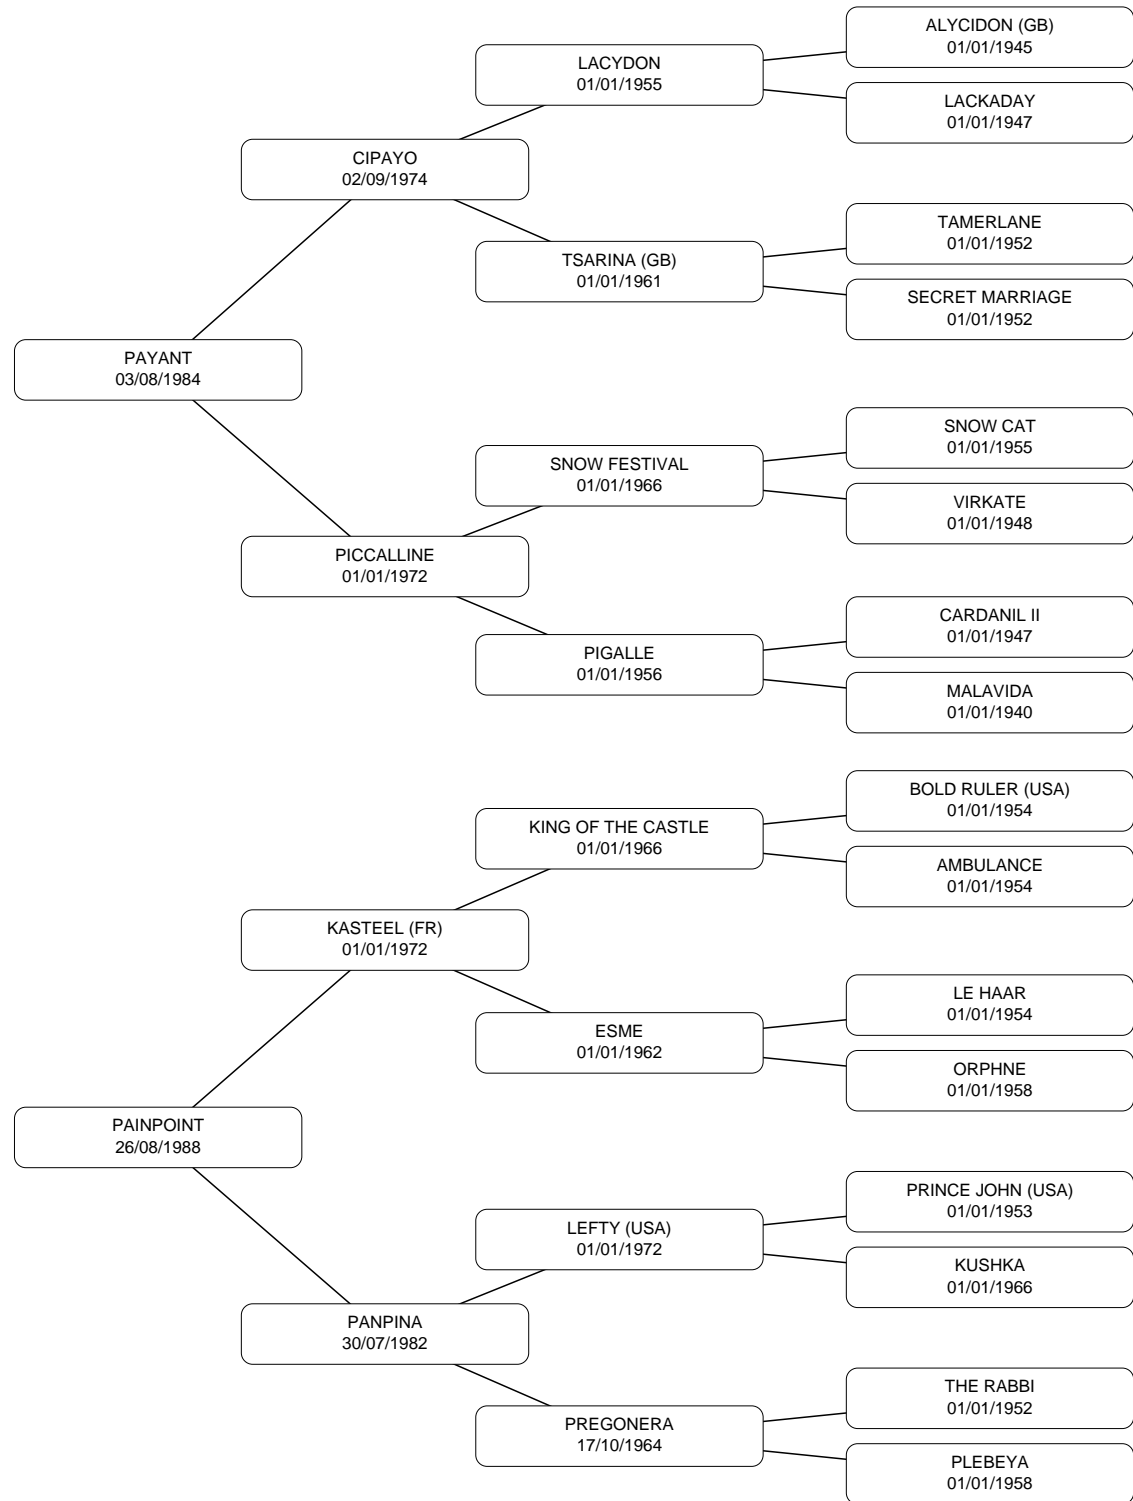 ALYCIDON (GB)
01/01/1945
LACYDON
01/01/1955
LACKADAY
01/01/1947
CIPAYO
02/09/1974
TAMERLANE
01/01/1952
TSARINA (GB)
01/01/1961
SECRET MARRIAGE
01/01/1952
PAYANT
03/08/1984
SNOW CAT
01/01/1955
SNOW FESTIVAL
01/01/1966
VIRKATE
01/01/1948
PICCALLINE
01/01/1972
CARDANIL II
01/01/1947
PIGALLE
01/01/1956
MALAVIDA
01/01/1940
BOLD RULER (USA)
01/01/1954
KING OF THE CASTLE
01/01/1966
AMBULANCE
01/01/1954
KASTEEL (FR)
01/01/1972
LE HAAR
01/01/1954
ESME
01/01/1962
ORPHNE
01/01/1958
PAINPOINT
26/08/1988
PRINCE JOHN (USA)
01/01/1953
LEFTY (USA)
01/01/1972
KUSHKA
01/01/1966
PANPINA
30/07/1982
THE RABBI
01/01/1952
PREGONERA
17/10/1964
PLEBEYA
01/01/1958